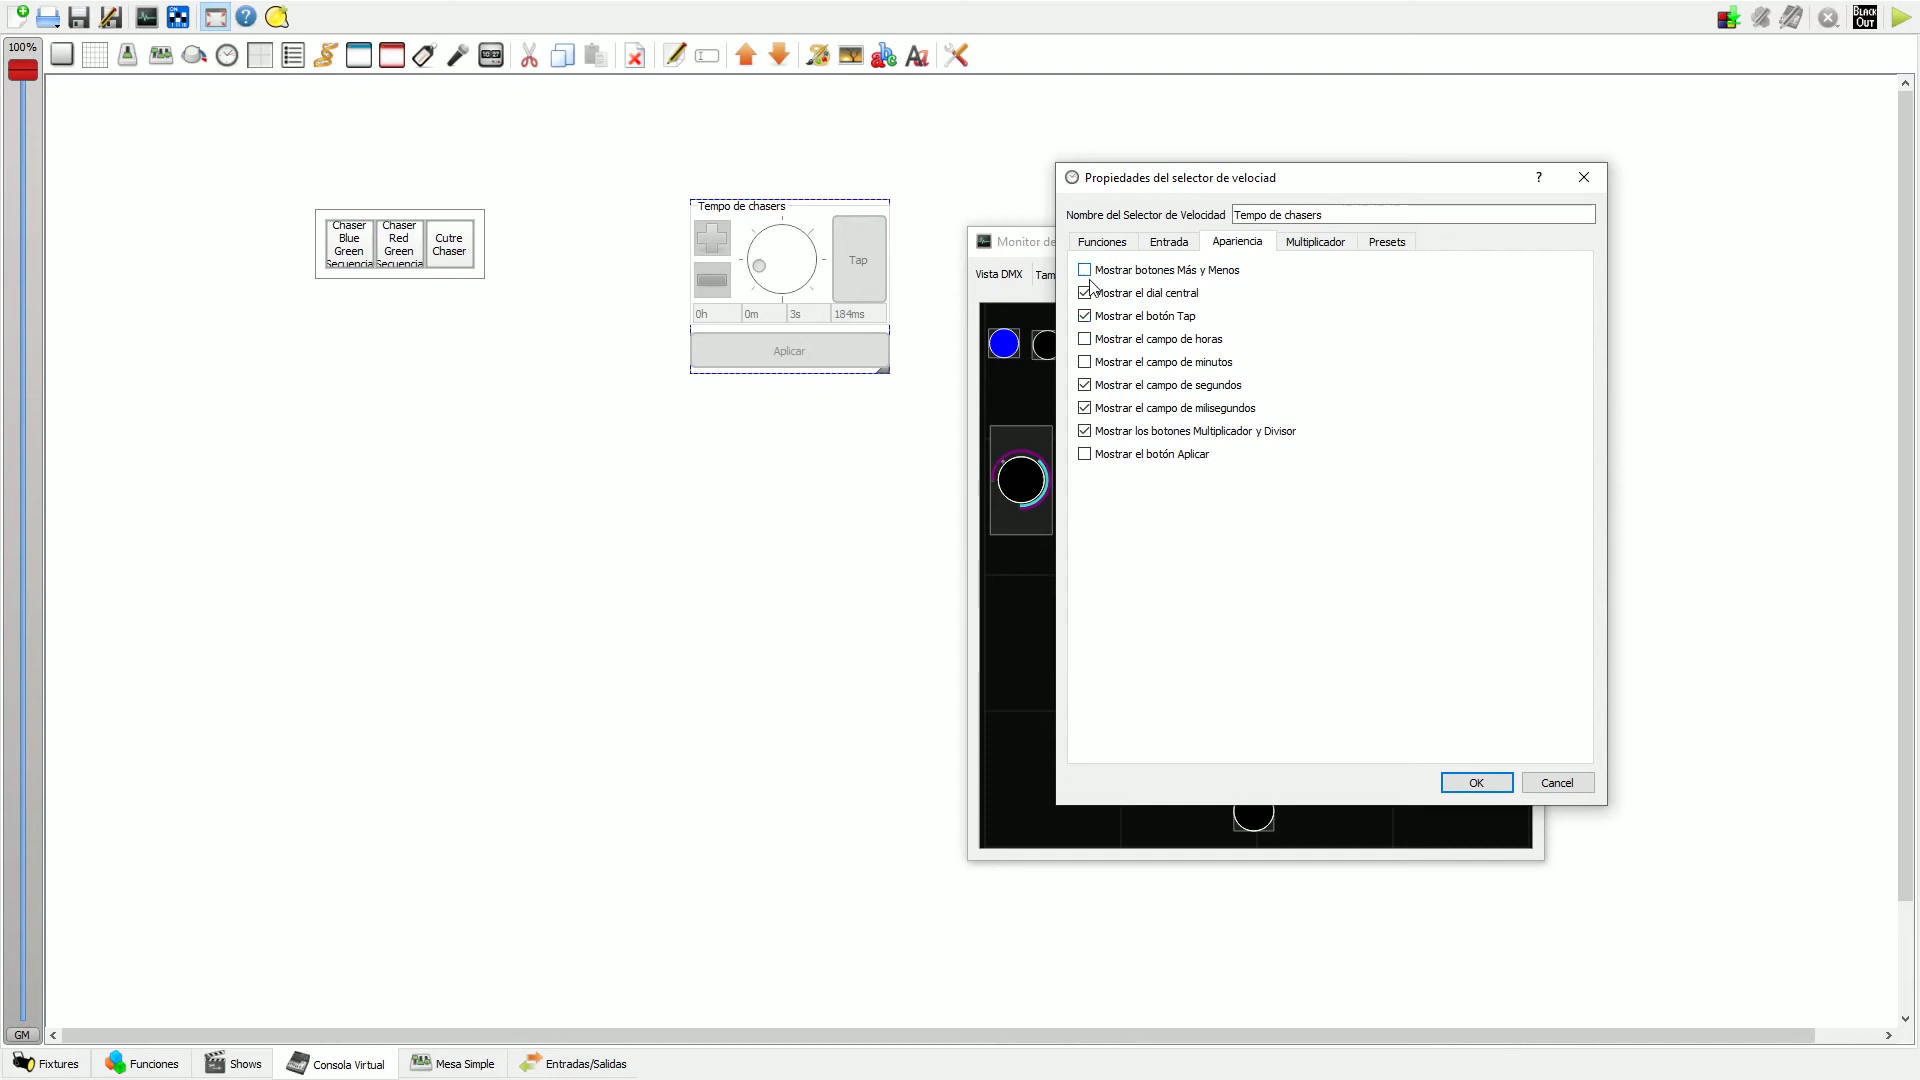 BLACK
OUT
100%
Chaser
Blue
Green
Secuencia
Chaser
Red
Green
Secuencia
Cutre
Chaser
Tempo de chasers
Tap
0h
0m
3s
184ms
Aplicar
Monitor de
Vista DMX
Tam
Propiedades del selector de velociad
?
Nombre del Selector de Velocidad
Tempo de chasers
Funciones
Entrada
Apariencia
Multiplicador
Presets
Mostrar botones Más y Menos
Mostrar el dial central
Mostrar el botón Tap
Mostrar el campo de horas
Mostrar el campo de minutos
Mostrar el campo de segundos
Mostrar el campo de milisegundos
Mostrar los botones Multiplicador y Divisor
Mostrar el botón Aplicar
OK
Cancel
GM
Fixtures
Funciones
Shows
Consola Virtual
Mesa Simple
Entradas/Salidas